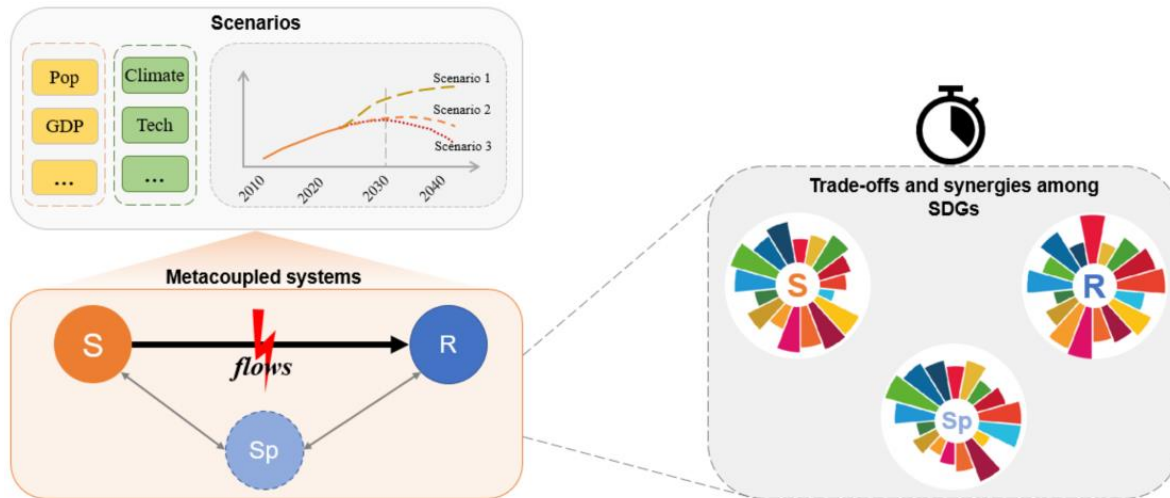 Scenarios
Pop
GDP
...
Climate
Tech
...
Scenario 1
Scenario 2
Scenario 3
2010
2020
2030
2040
Metacoupled systems
S
flows
R
Sp
Trade-offs and synergies among
SDGs
S
R
Sp